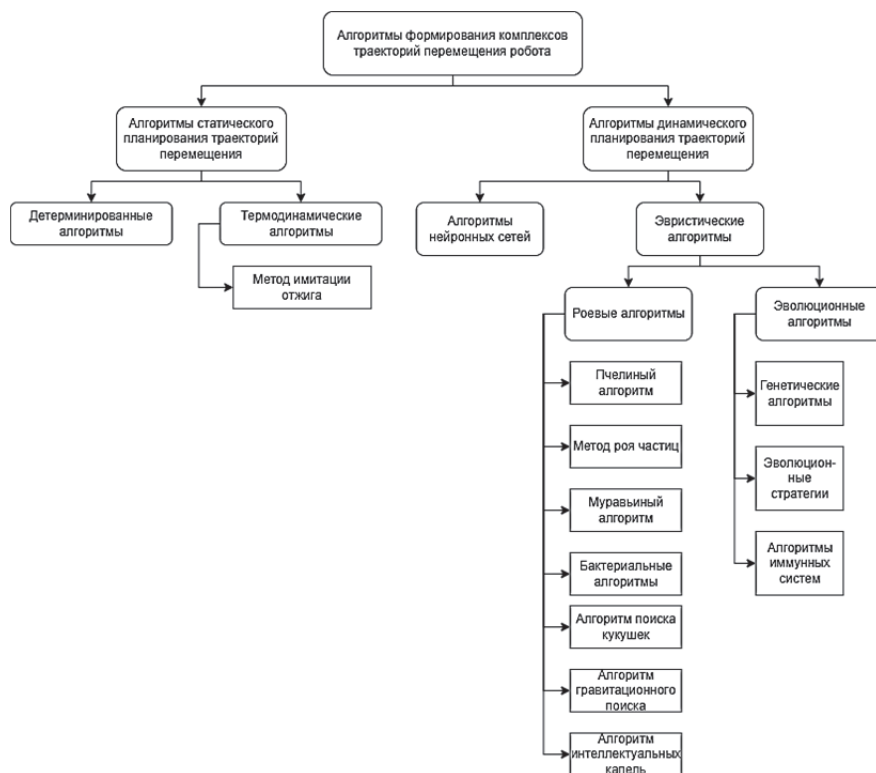 Алгоритмы формирования комплексов
траекторий перемещения робота
Алгоритмы статического
планирования траекторий
перемещения
Алгоритмы динамического
планирования траекторий
перемещения
Детерминированные
алгоритмы
Термодинамические
алгоритмы
Алгоритмы
нейронных сетей
Эвристические
алгоритмы
Метод имитации
отжига
Роевые алгоритмы
Эволюционные
алгоритмы
Пчелиный
алгоритм
Генетические
алгоритмы
Метод роя частиц
Эволюцион-
ные
стратегии
Муравьиный
алгоритм
Бактериальные
алгоритмы
Алгоритмы
иммунных
систем
Алгоритм поиска
кукушек
Алгоритм
гравитационного
поиска
Алгоритм
интеллектуальных
капель